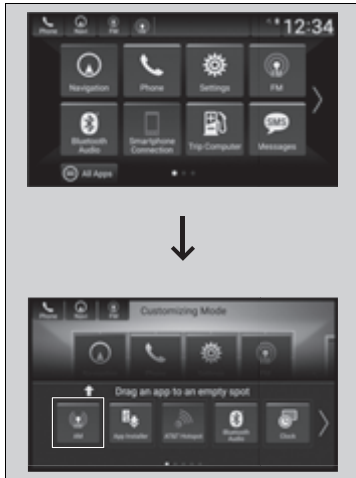 Phone Navi FM 12:34
Navigation Phone Settings FM
Bluetooth Audio Smartphone Connection Trip Computer SMS Messages
All Apps
Phone Navi FM Customizing Mode
Drag an app to an empty spot
XM App Installer AT&T Hotspot Bluetooth Audio Clock